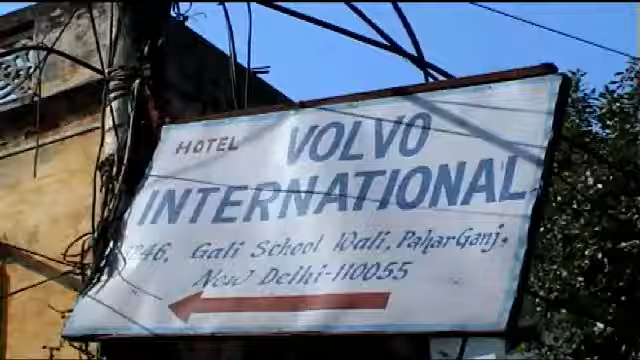 HOTEL VOLVO
INTERNATIONAL
Gali School Wali, PaharGanj.
New Delhi-110055